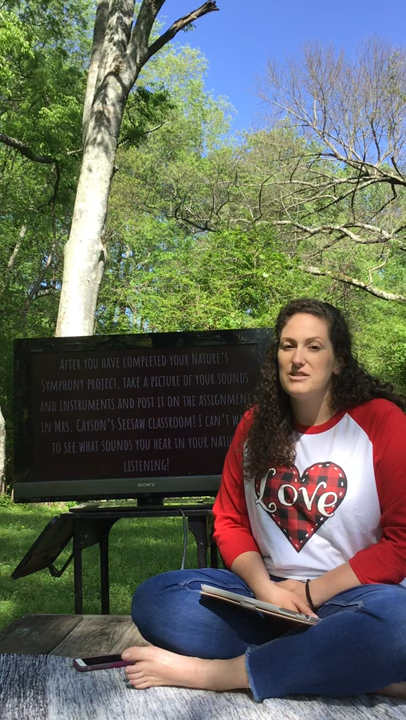 After you have completed your Nature's
Symphony project, take a picture of your sounds
and instruments and post it on the assignment
in Mrs. Cayson's Seesaw classroom! I can't
to see what sounds you hear in your
listening!
SONY
Love